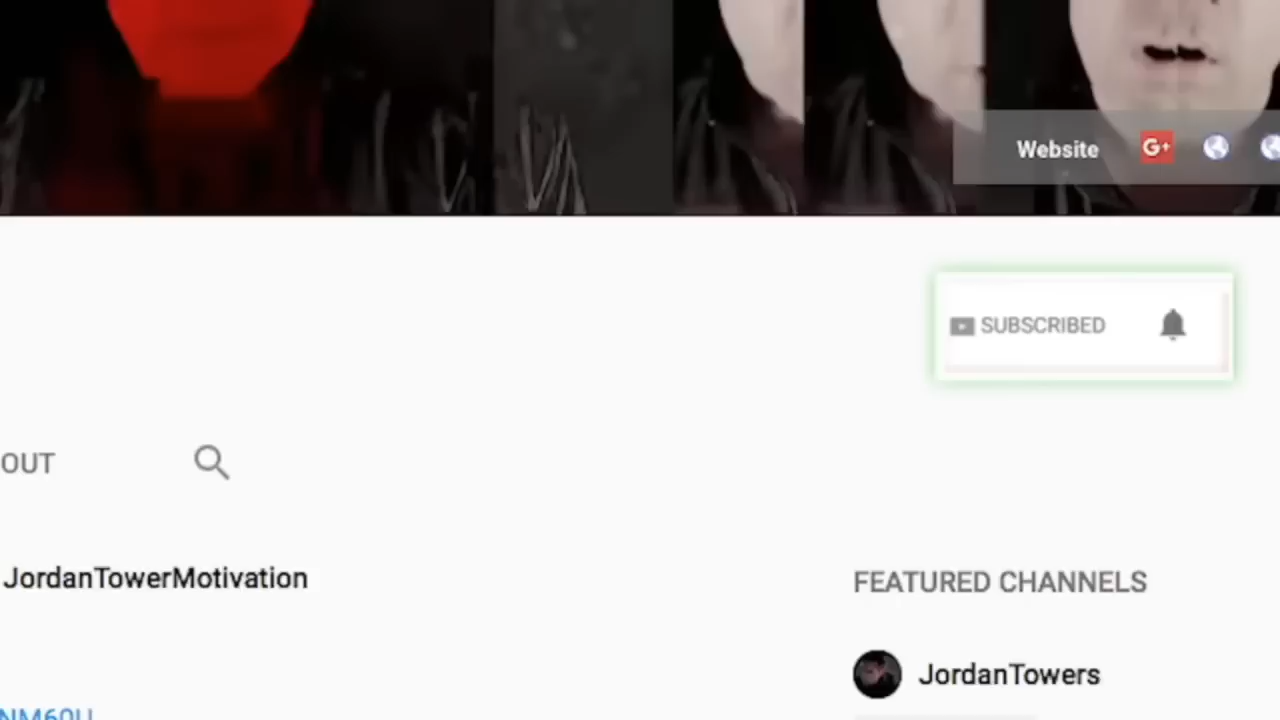 Website G+
SUBSCRIBED
OUT
JordanTowerMotivation
FEATURED CHANNELS
JordanTowers